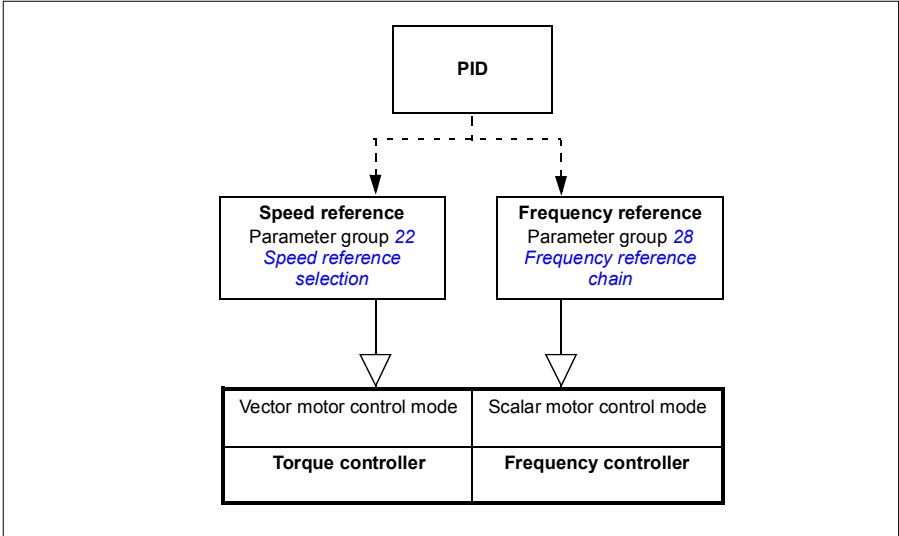 PID
Speed reference
Parameter group 22
Speed reference
selection
Frequency reference
Parameter group 28
Frequency reference
chain
Vector motor control mode
Scalar motor control mode
Torque controller
Frequency controller